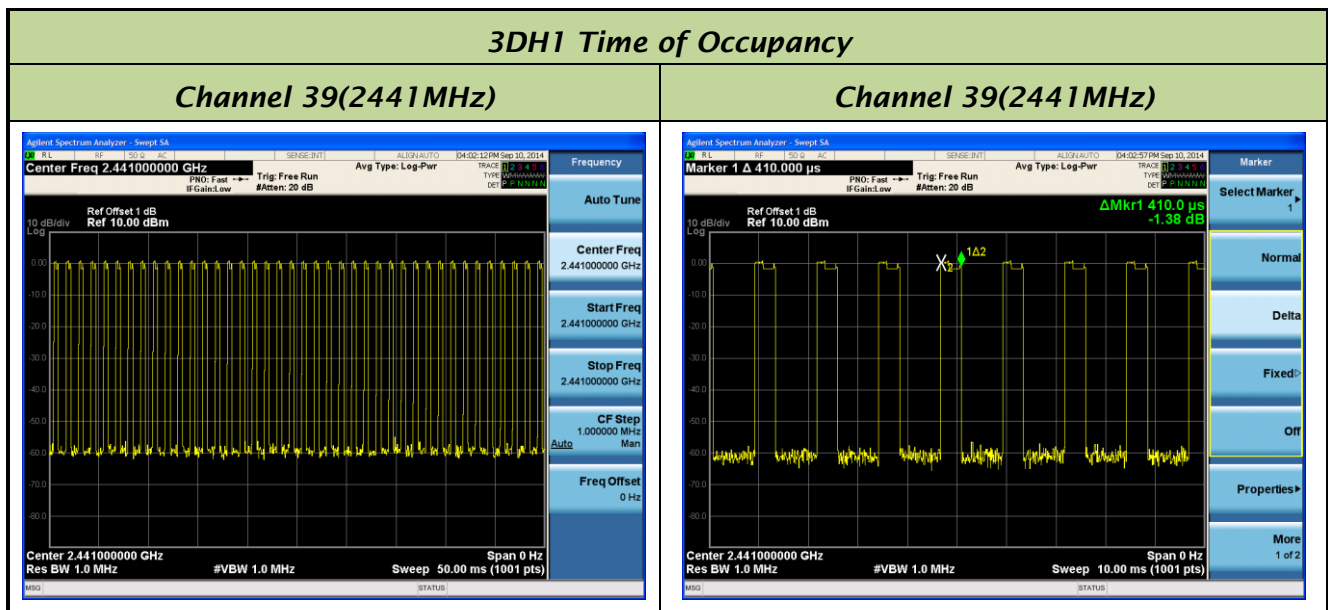 3DH1 Time of Occupancy
Channel 39(2441MHz)
Channel 39(2441MHz)
Agilent Spectrum Analyzer - Swept SA
RL RF 50 Ω AC SENSE:INT ALIGN AUTO 04:02:12 PM Sep 10, 2014
Center Freq 2.441000000 GHz
PNO: Fast
IFGain:Low
Trig: Free Run
#Atten: 20 dB
Avg Type: Log-Pwr
TRACE 1 2 3 4 5 6
TYPE
DET P P N N N N
Ref Offset 1 dB
10 dB/div Ref 10.00 dBm
Log
0.00
-10.0
-20.0
-30.0
-40.0
-50.0
-60.0
-70.0
-80.0
Center 2.441000000 GHz Span 0 Hz
Res BW 1.0 MHz #VBW 1.0 MHz Sweep 50.00 ms (1001 pts)
MSG STATUS
Frequency
Auto Tune
Center Freq
2.441000000 GHz
Start Freq
2.441000000 GHz
Stop Freq
2.441000000 GHz
CF Step
1.000000 MHz
Auto Man
Freq Offset
0 Hz
Agilent Spectrum Analyzer - Swept SA
RL RF 50 Ω AC SENSE:INT ALIGN AUTO 04:02:57 PM Sep 10, 2014
Marker 1 Δ 410.000 µs
PNO: Fast
IFGain:Low
Trig: Free Run
#Atten: 20 dB
Avg Type: Log-Pwr
TRACE 1 2 3 4 5 6
TYPE
DET P P N N N N
ΔMkr1 410.0 µs
-1.38 dB
Ref Offset 1 dB
10 dB/div Ref 10.00 dBm
Log
1Δ2
2
0.00
-10.0
-20.0
-30.0
-40.0
-50.0
-60.0
-70.0
-80.0
Center 2.441000000 GHz Span 0 Hz
Res BW 1.0 MHz #VBW 1.0 MHz Sweep 10.00 ms (1001 pts)
MSG STATUS
Marker
Select Marker
1
Normal
Delta
Fixed
Off
Properties
More
1 of 2